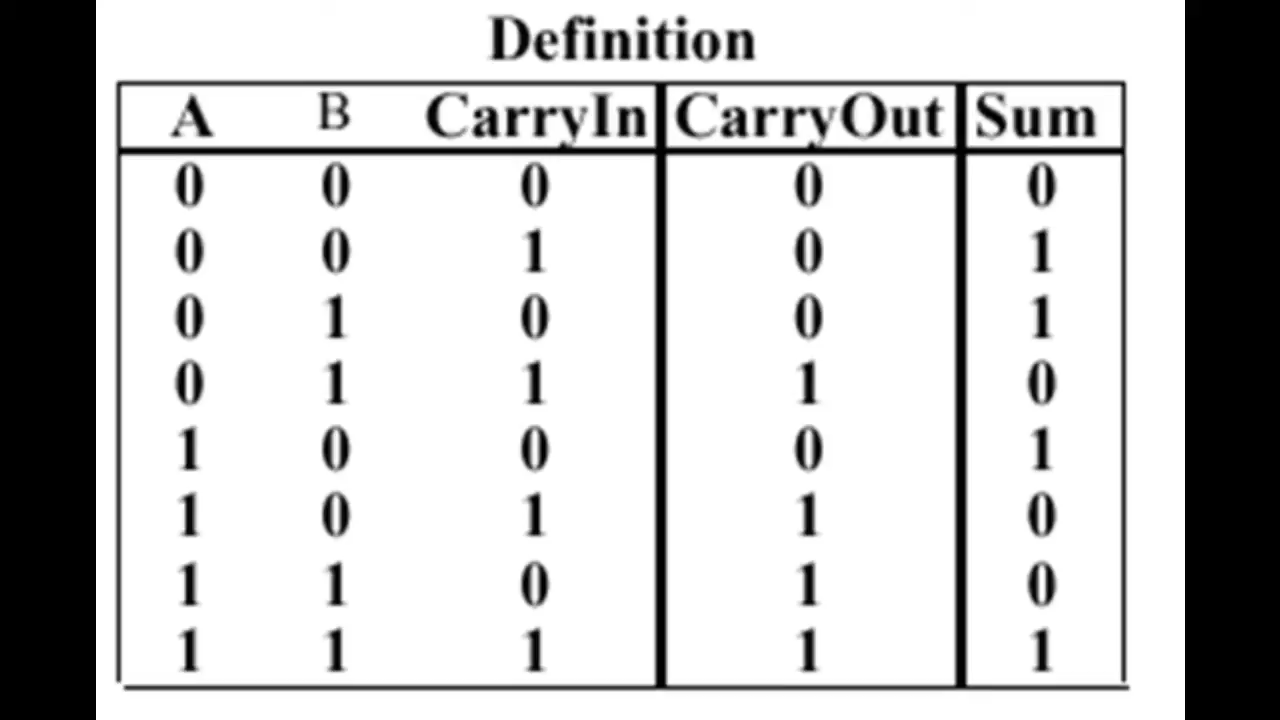 Definition
A B CarryIn CarryOut Sum
0 0 0 0 0
0 0 1 0 1
0 1 0 0 1
0 1 1 1 0
1 0 0 0 1
1 0 1 1 0
1 1 0 1 0
1 1 1 1 1